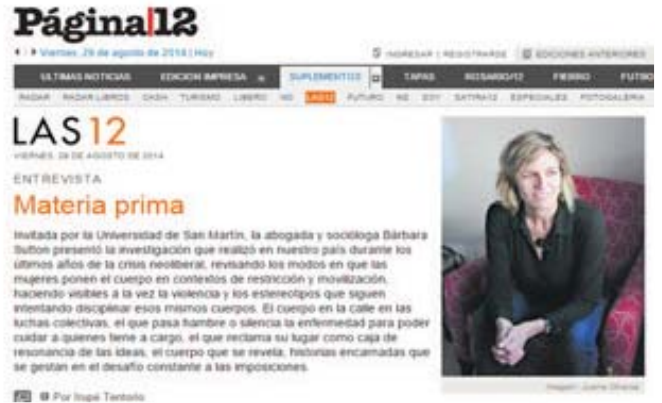 Página|12
Viernes, 29 de agosto de 2014 | Hoy
INGRESAR | REGISTRARSE EDICIONES ANTERIORES
ULTIMAS NOTICIAS EDICION IMPRESA SUPLEMENTOS TAPAS ROSARIO/12 FIERRO FUTBO
RADAR RADAR LIBROS CASH TURISMO LIBERO NO LAS12 FUTURO M2 SOY SATIRA12 ESPECIALES FOTOGALERIA
LAS12
VIERNES, 29 DE AGOSTO DE 2014
ENTREVISTA
Materia prima
Invitada por la Universidad de San Martín, la abogada y socióloga Bárbara
Sutton presentó la investigación que realizó en nuestro país durante los
últimos años de la crisis neoliberal, revisando los modos en que las
mujeres ponen el cuerpo en contextos de restricción y movilización,
haciendo visibles a la vez la violencia y los estereotipos que siguen
intentando disciplinar esos mismos cuerpos. El cuerpo en la calle en las
luchas colectivas, el que pasa hambre o silencia la enfermedad para poder
cuidar a quienes tiene a cargo, el que reclama su lugar como caja de
resonancia de las ideas, el cuerpo que se revela, historias encarnadas que
se gestan en el desafío constante a las imposiciones.
Por Itupé Tentorio
Imagen: Juana